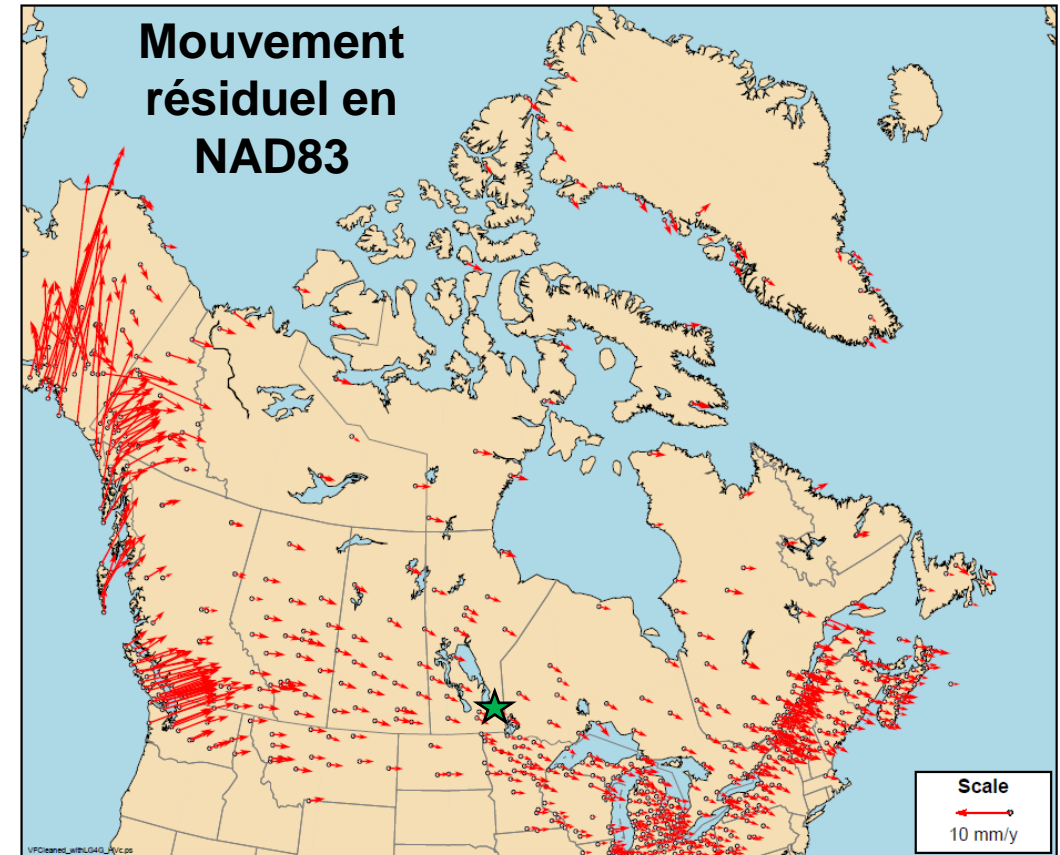 Mouvement
résiduel en
NAD83
Scale
10 mm/y
VPCleaned_withLG4G_HVc.ps